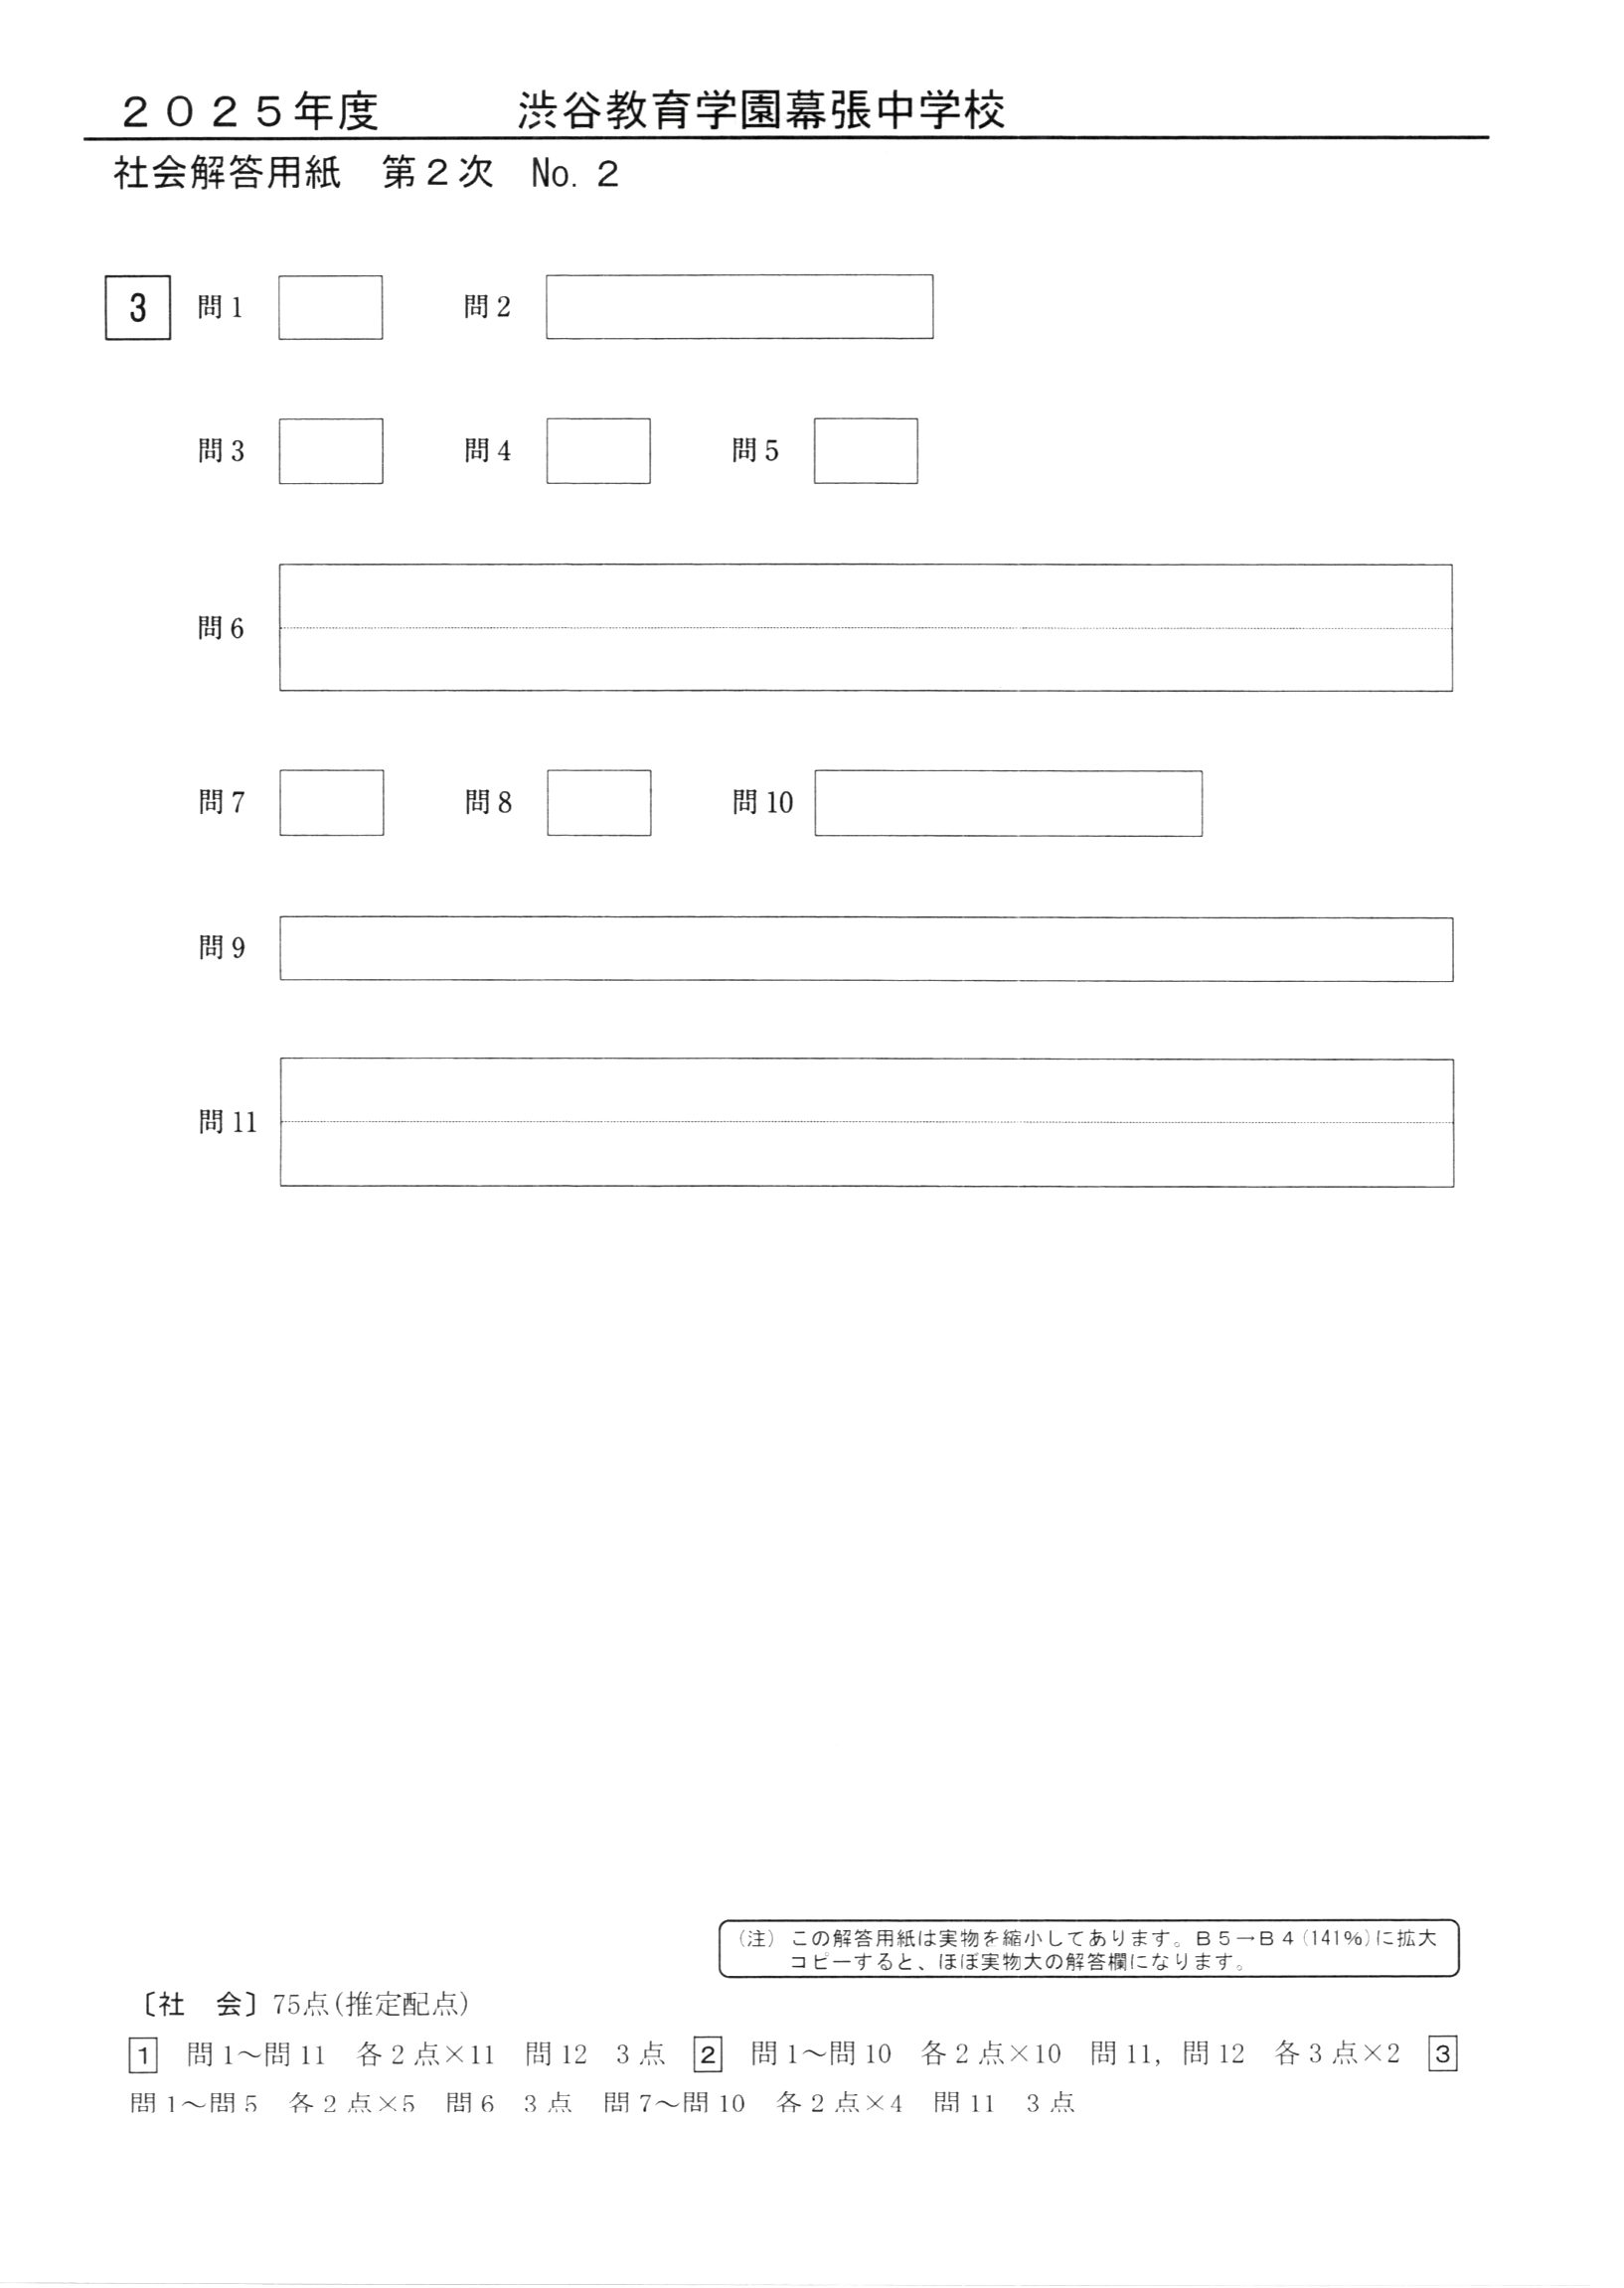 ２０２５年度　渋谷教育学園幕張中学校
社会解答用紙　第２次　No. 2
3　問1　問2
問3　問4　問5
問6
問7　問8　問10
問9
問11
（注）この解答用紙は実物を縮小してあります。Ｂ５→Ｂ４（141％）に拡大
コピーすると、ほぼ実物大の解答欄になります。
〔社　会〕75点（推定配点）
1　問1～問11　各2点×11　問12　3点　2　問1～問10　各2点×10　問11，問12　各3点×2　3
問1～問5　各2点×5　問6　3点　問7～問10　各2点×4　問11　3点